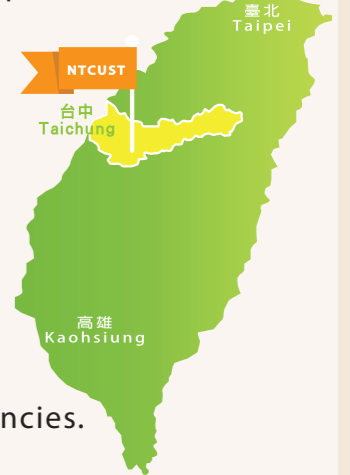 臺北
Taipei
NTCUST
台中
Taichung
高雄
Kaohsiung
ncies.